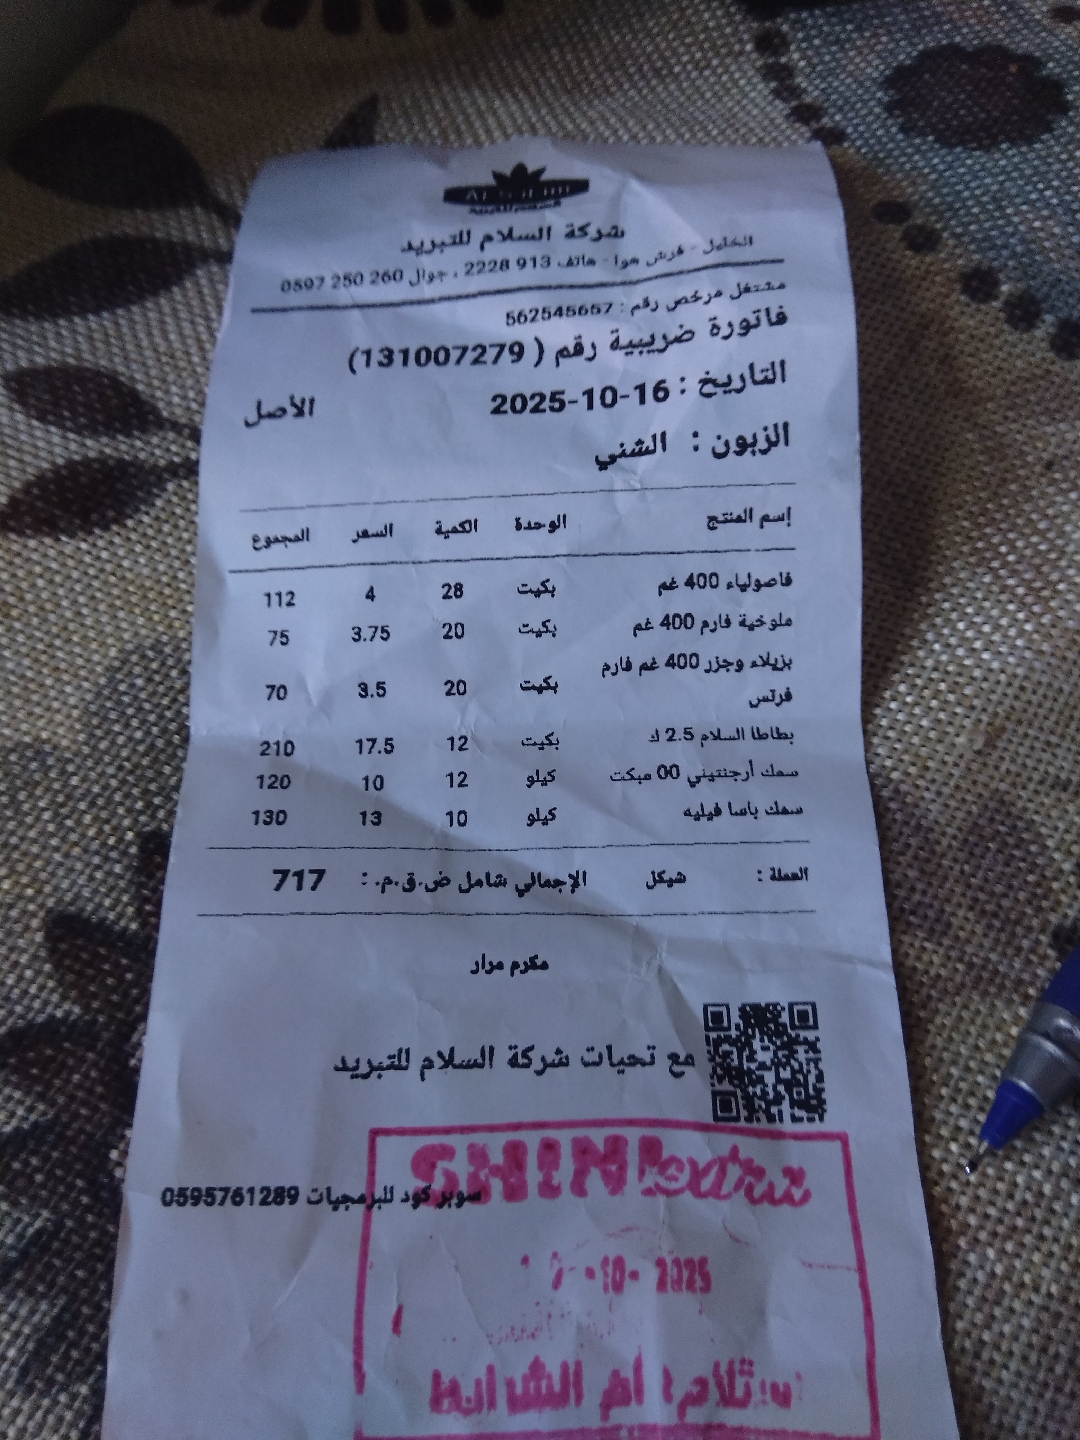 شركة السلام للتبريد
الخليل - فرش هوا - هاتف 913 2228 ، جوال 260 250 0597
مشتغل مرخص رقم : 562545657
فاتورة ضريبية رقم ( 131007279)
التاريخ : 16-10-2025 الأصل
الزبون : الشني
إسم المنتج الوحدة الكمية السعر المجموع
فاصولياء 400 غم بكيت 28 4 112
ملوخية فارم 400 غم بكيت 20 3.75 75
بزيلاء وجزر 400 غم فارم بكيت 20 3.5 70
فرتس
بطاطا السلام 2.5 ك بكيت 12 17.5 210
سمك أرجنتيني 00 مبكت كيلو 12 10 120
سمك باسا فيليه كيلو 10 13 130
العملة : شيكل الإجمالي شامل ض.ق.م. : 717
مكرم مرار
مع تحيات شركة السلام للتبريد
SHINI extra
سوبر كود للبرمجيات 0595761289
-10- 2025